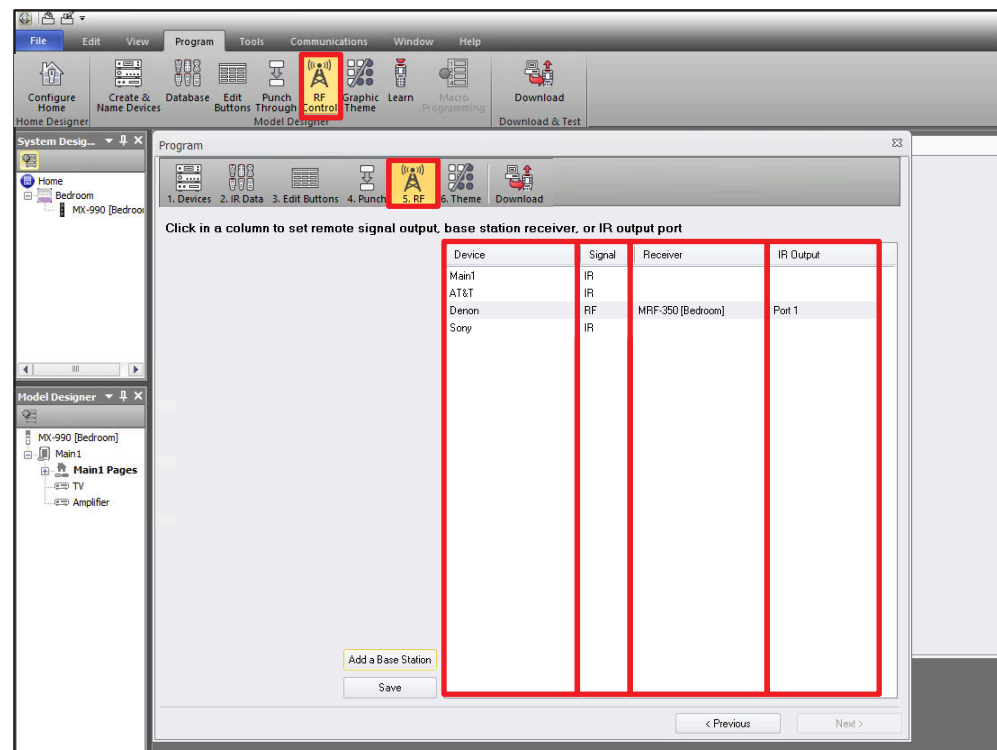 File Edit View Program Tools Communications Window Help
Configure Home
Create & Name Devices
Database
Edit Buttons
Punch Through
RF Control
Graphic Theme
Learn
Macro Programming
Download
Home Designer
Model Designer
Download & Test
System Desig...
Home
Bedroom
MX-990 [Bedroo
Model Designer
MX-990 [Bedroom]
Main1
Main1 Pages
TV
Amplifier
Program
1. Devices 2. IR Data 3. Edit Buttons 4. Punch 5. RF 6. Theme Download
Click in a column to set remote signal output, base station receiver, or IR output port
Device Signal Receiver IR Output
Main1 IR
AT&T IR
Denon RF MRF-350 [Bedroom] Port 1
Sony IR
Add a Base Station
Save
< Previous Next >